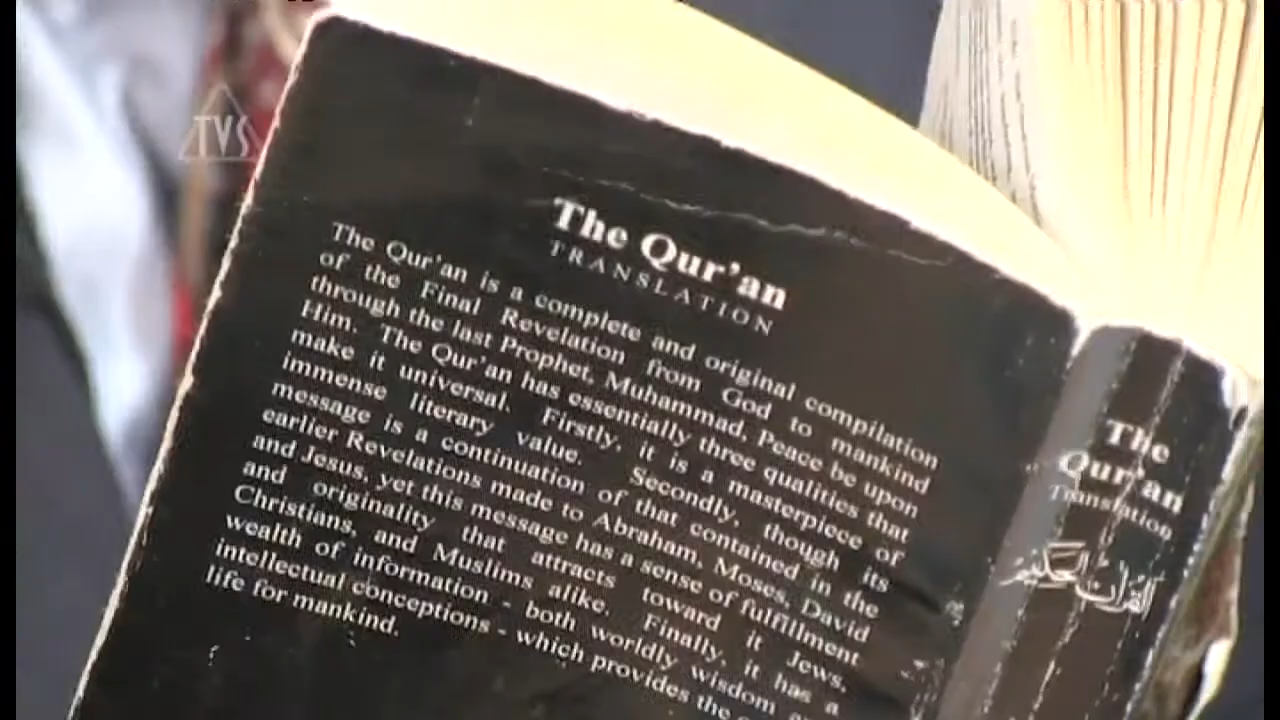 TVS
The Qur'an
TRANSLATION
The Qur'an is a complete and original compilation
of the Final Revelation from God to mankind
through the last Prophet, Muhammad, Peace be upon
Him. The Qur'an has essentially three qualities that
make it universal. Firstly, it is a masterpiece of
immense literary value. Secondly, though its
message is a continuation of that contained in the
earlier Revelations made to Abraham, Moses, David
and Jesus, yet this message has a sense of fulfillment
and originality that attracts toward it Jews,
Christians, and Muslims alike. Finally, it has a
wealth of information - both worldly wisdom
intellectual conceptions - which provides the
life for mankind.
The
Qur'an
Translation
القرآن الحكيم